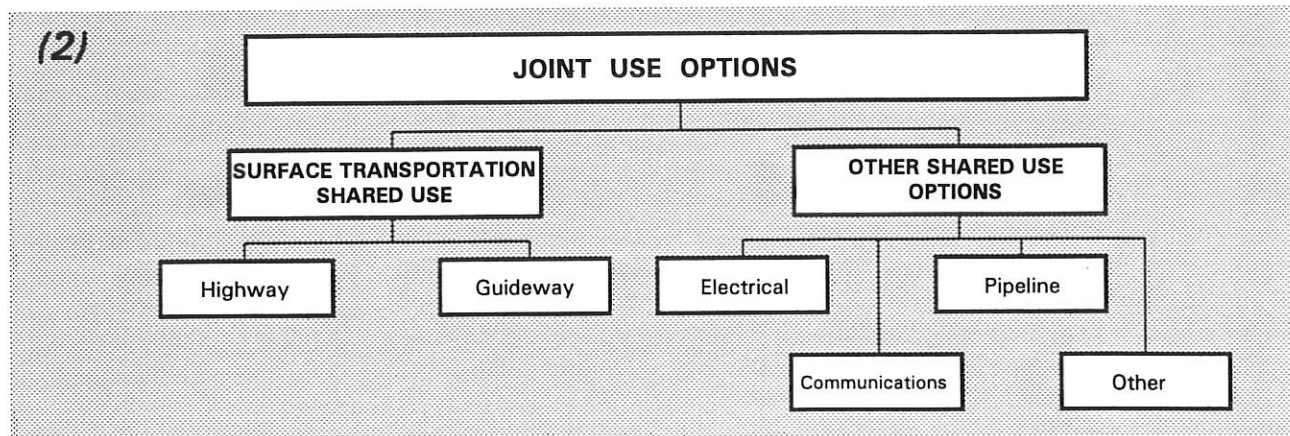 (2)
JOINT USE OPTIONS
SURFACE TRANSPORTATION
SHARED USE
OTHER SHARED USE
OPTIONS
Highway
Guideway
Electrical
Pipeline
Communications
Other